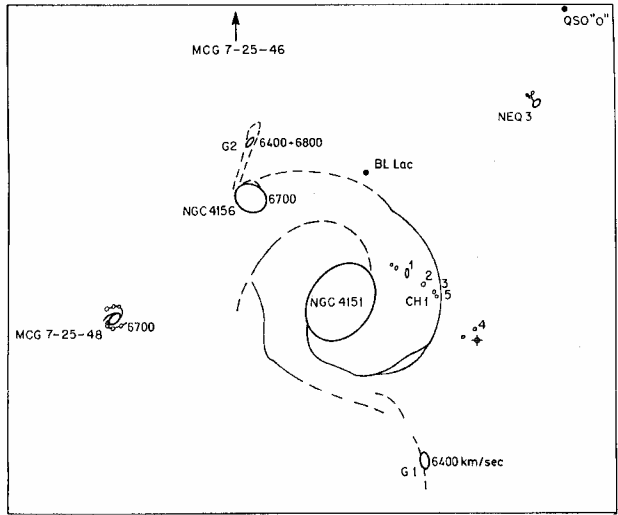 QSO "O"
MCG 7-25-46
NEQ 3
G2 6400+6800
BL Lac
NGC 4156 6700
1
2
3
NGC 4151
CH 1 5
4
MCG 7-25-48 6700
G 1 6400 km/sec